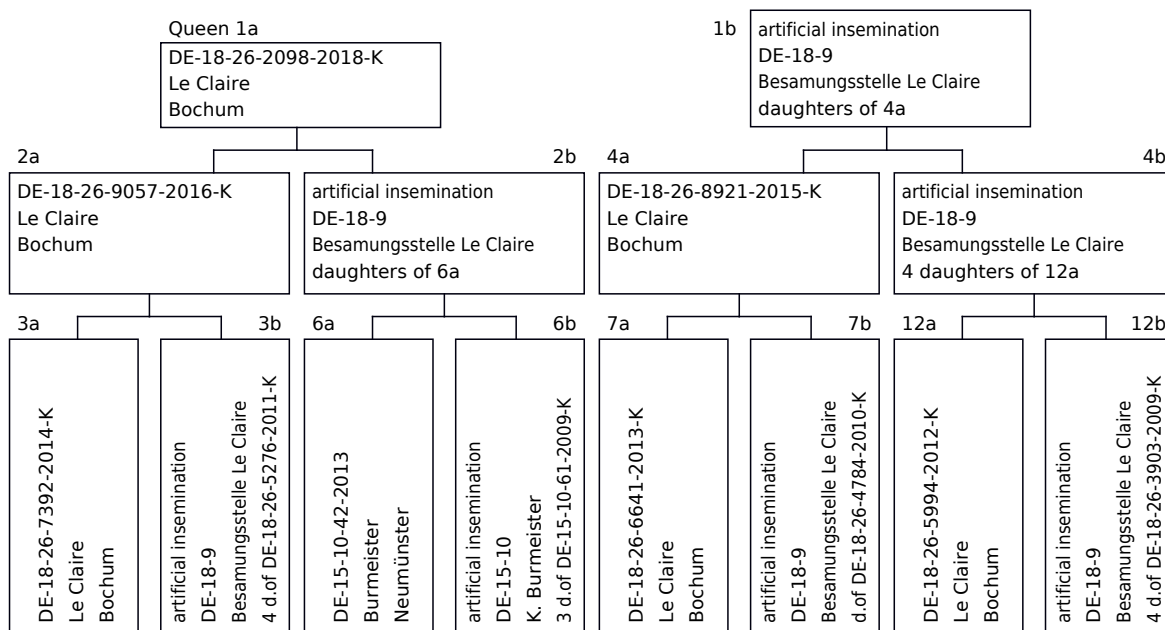 Queen 1a
DE-18-26-2098-2018-K
Le Claire
Bochum
1b
artificial insemination
DE-18-9
Besamungsstelle Le Claire
daughters of 4a
2a
DE-18-26-9057-2016-K
Le Claire
Bochum
2b
artificial insemination
DE-18-9
Besamungsstelle Le Claire
daughters of 6a
4a
DE-18-26-8921-2015-K
Le Claire
Bochum
4b
artificial insemination
DE-18-9
Besamungsstelle Le Claire
4 daughters of 12a
3a
DE-18-26-7392-2014-K
Le Claire
Bochum
3b
artificial insemination
DE-18-9
Besamungsstelle Le Claire
4 d.of DE-18-26-5276-2011-K
6a
DE-15-10-42-2013
Burmeister
Neumünster
6b
artificial insemination
DE-15-10
K. Burmeister
3 d.of DE-15-10-61-2009-K
7a
DE-18-26-6641-2013-K
Le Claire
Bochum
7b
artificial insemination
DE-18-9
Besamungsstelle Le Claire
d.of DE-18-26-4784-2010-K
12a
DE-18-26-5994-2012-K
Le Claire
Bochum
12b
artificial insemination
DE-18-9
Besamungsstelle Le Claire
4 d.of DE-18-26-3903-2009-K